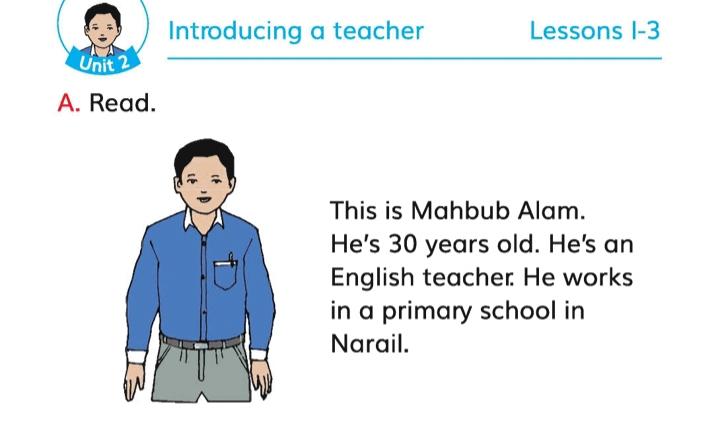 Introducing a teacher Lessons 1-3
Unit 2
A. Read.
This is Mahbub Alam.
He's 30 years old. He's an
English teacher. He works
in a primary school in
Narail.